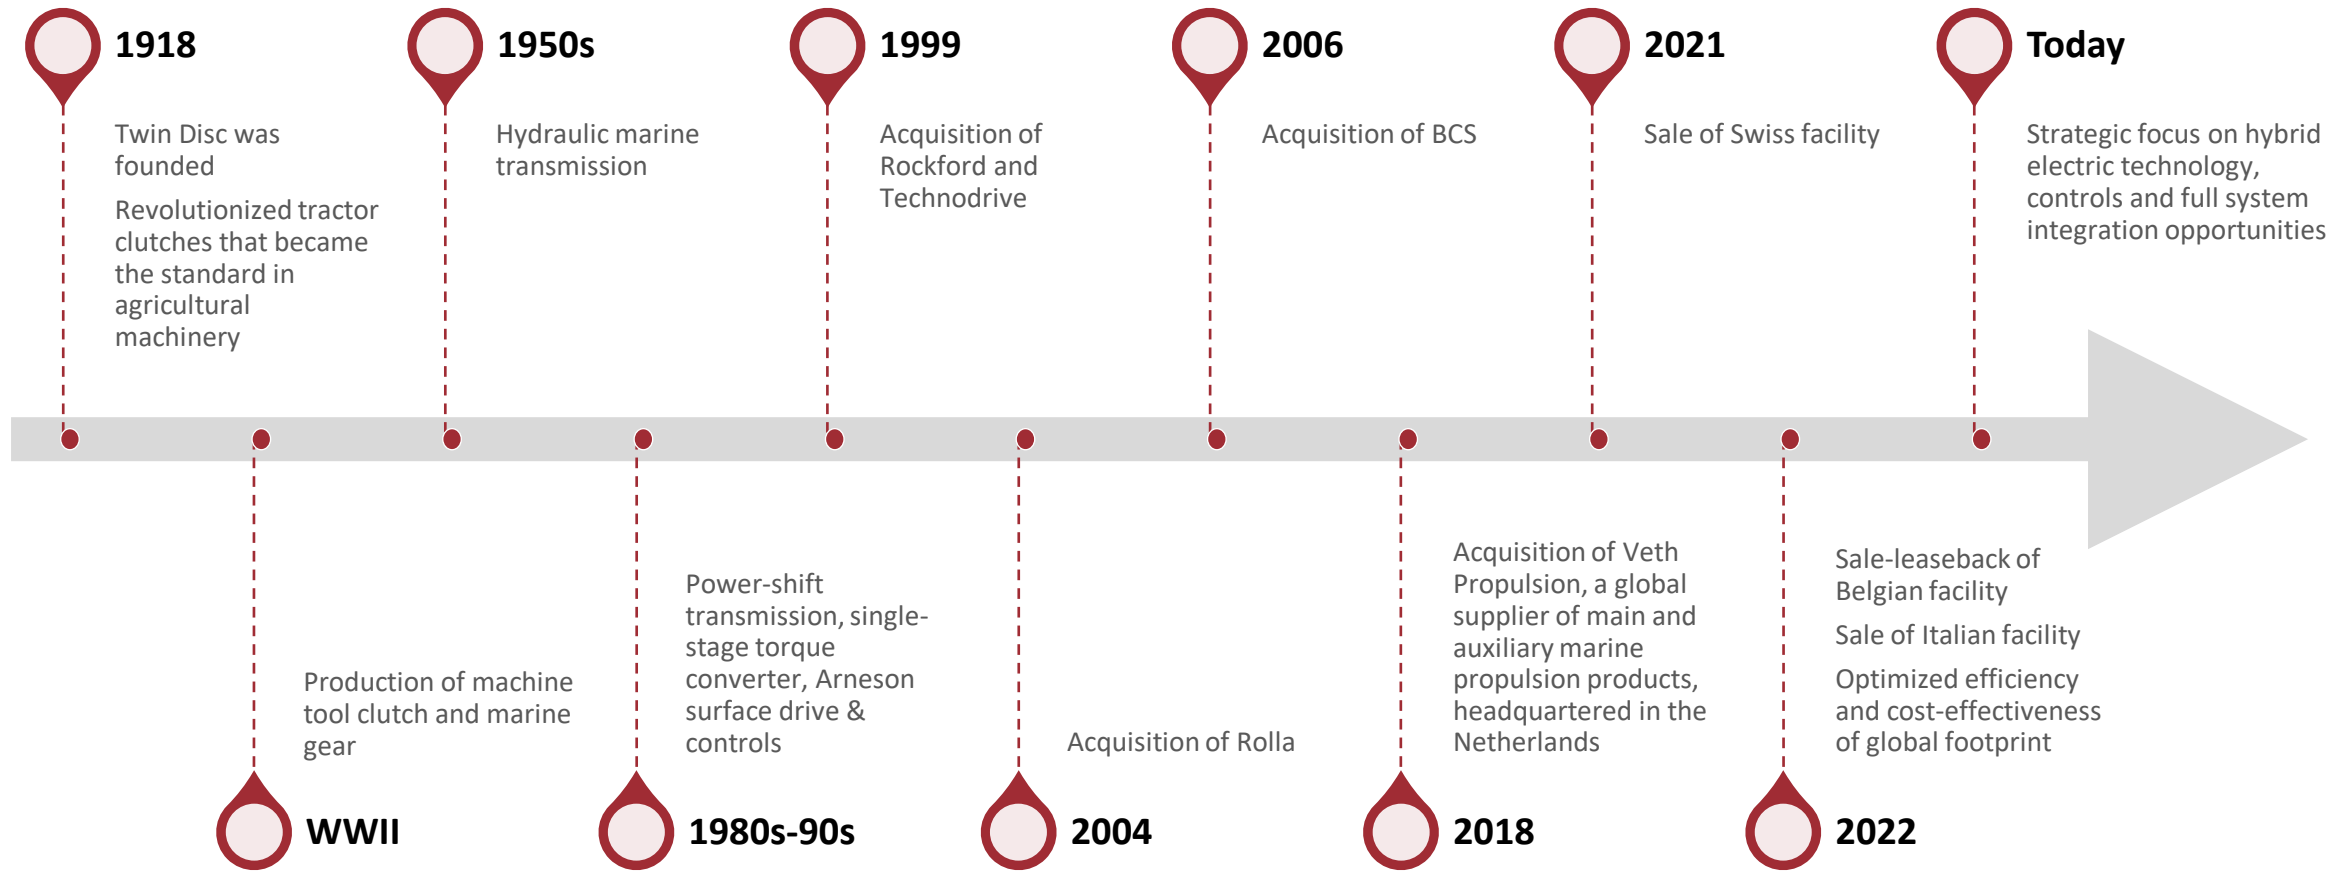 1918
Twin Disc was
founded
Revolutionized tractor
clutches that became
the standard in
agricultural
machinery
1950s
Hydraulic marine
transmission
1999
Acquisition of
Rockford and
Technodrive
2006
Acquisition of BCS
2021
Sale of Swiss facility
Today
Strategic focus on hybrid
electric technology,
controls and full system
integration opportunities
Production of machine
tool clutch and marine
gear
WWII
Power-shift
transmission, single-
stage torque
converter, Arneson
surface drive &
controls
1980s-90s
Acquisition of Rolla
2004
Acquisition of Veth
Propulsion, a global
supplier of main and
auxiliary marine
propulsion products,
headquartered in the
Netherlands
2018
Sale-leaseback of
Belgian facility
Sale of Italian facility
Optimized efficiency
and cost-effectiveness
of global footprint
2022